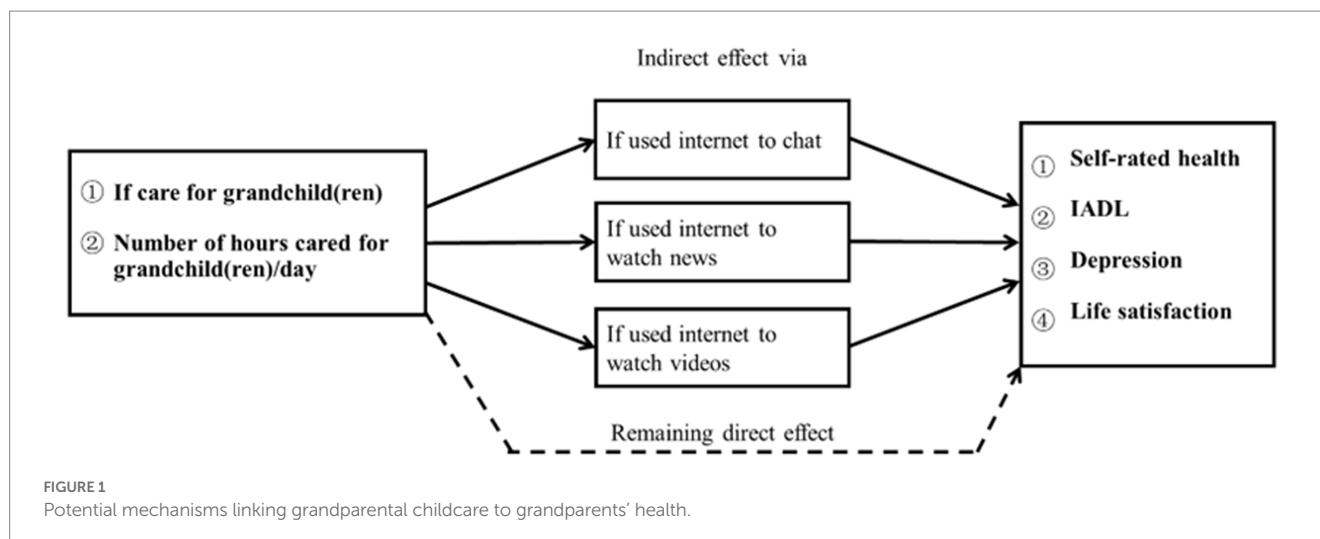 Indirect effect via
① If care for grandchild(ren)
② Number of hours cared for
grandchild(ren)/day
If used internet to chat
If used internet to
watch news
If used internet to
watch videos
① Self-rated health
② IADL
③ Depression
④ Life satisfaction
Remaining direct effect
FIGURE 1
Potential mechanisms linking grandparental childcare to grandparents’ health.